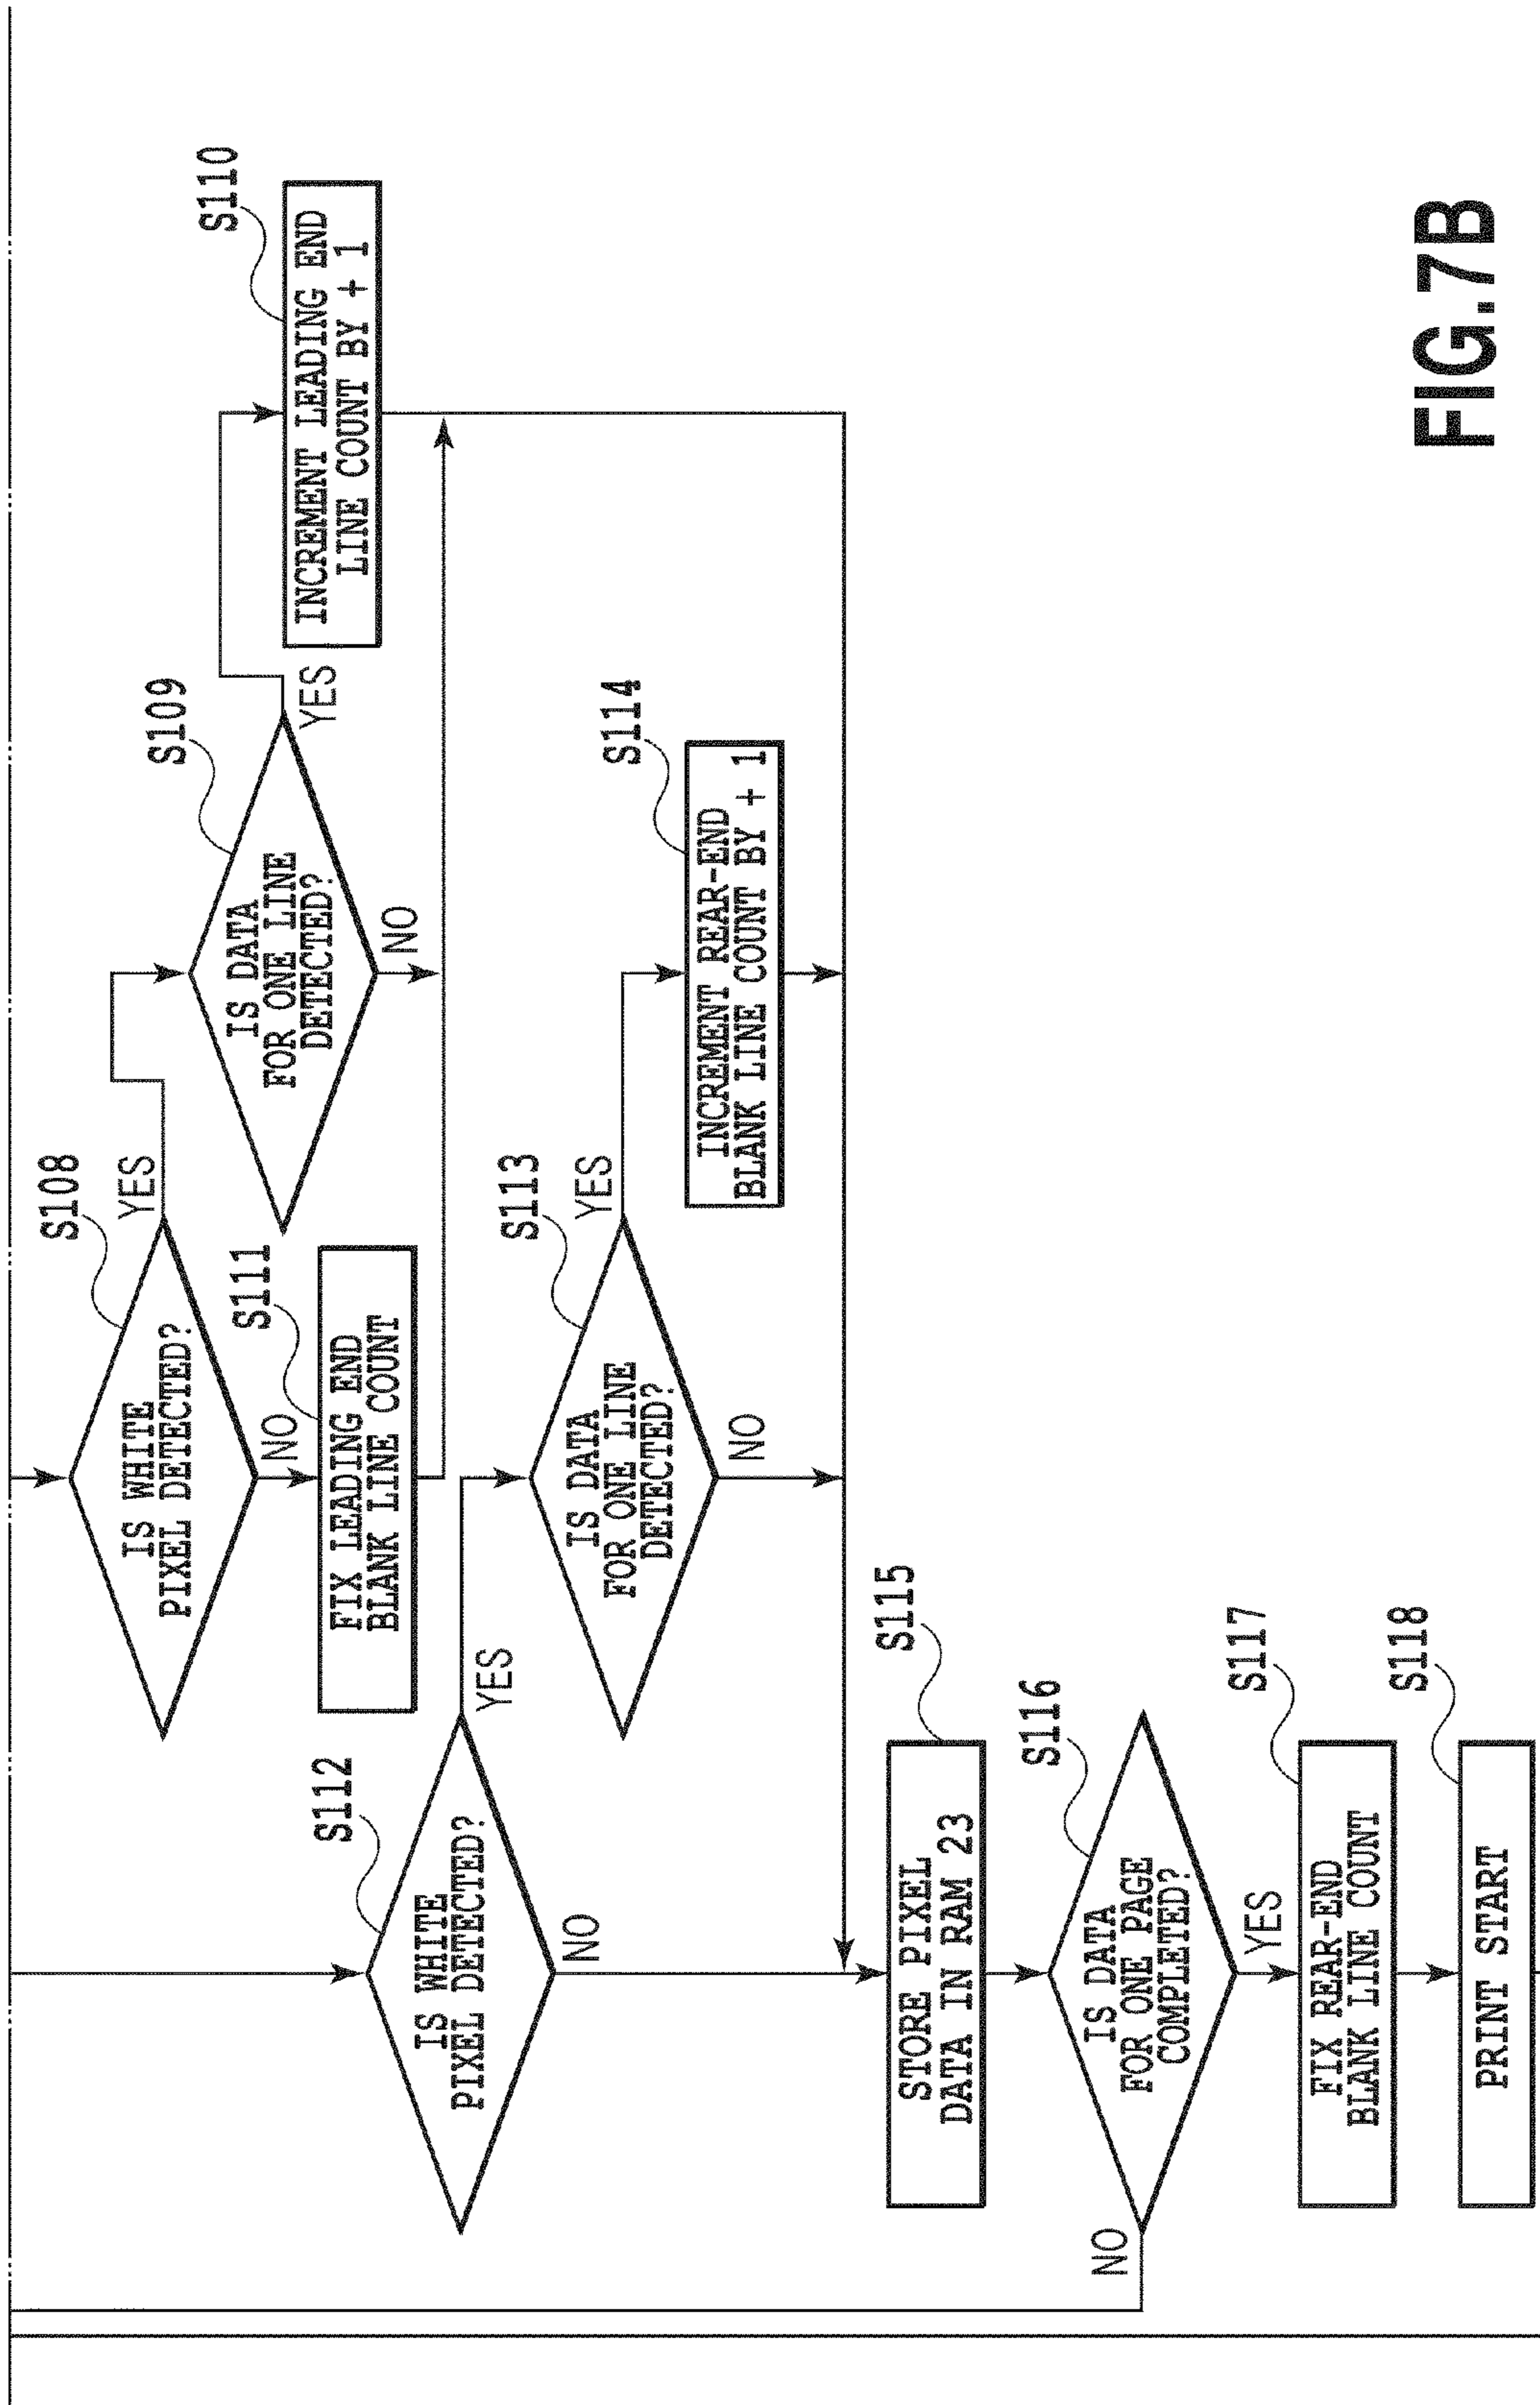 S108
IS WHITE
PIXEL DETECTED?
YES
NO
S109
IS DATA
FOR ONE LINE
DETECTED?
YES
NO
S110
INCREMENT LEADING END
LINE COUNT BY + 1
S111
FIX LEADING END
BLANK LINE COUNT
S112
IS WHITE
PIXEL DETECTED?
YES
NO
S113
IS DATA
FOR ONE LINE
DETECTED?
YES
NO
S114
INCREMENT REAR-END
BLANK LINE COUNT BY + 1
S115
STORE PIXEL
DATA IN RAM 23
S116
IS DATA
FOR ONE PAGE
COMPLETED?
NO
YES
S117
FIX REAR-END
BLANK LINE COUNT
S118
PRINT START
FIG.7B